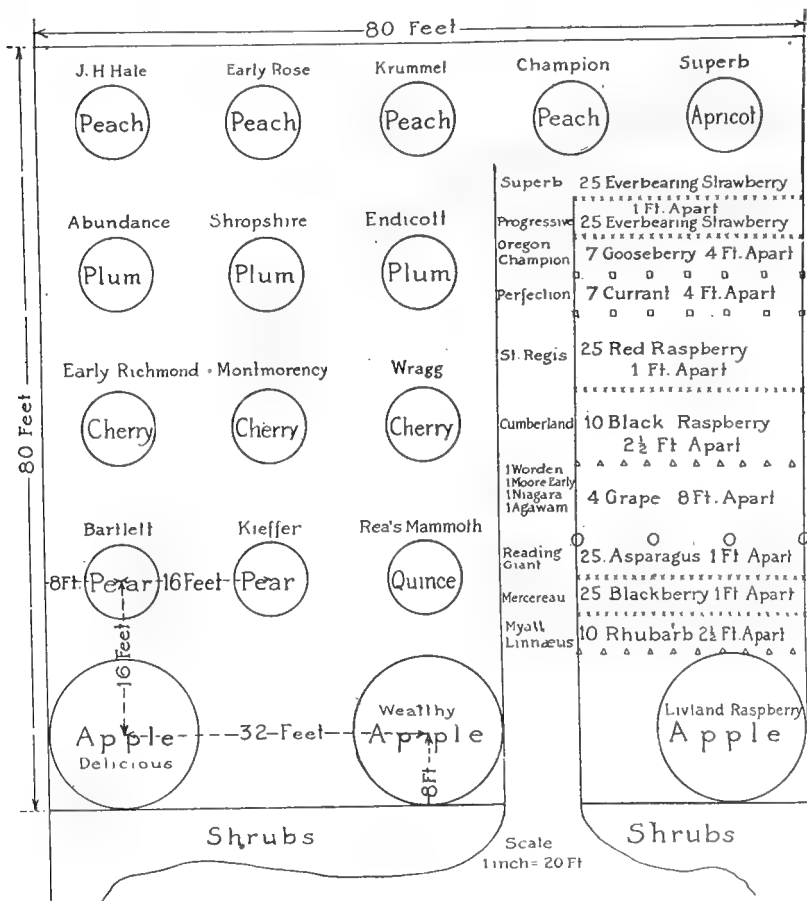 80 Feet
J. H Hale
Early Rose
Krummel
Champion
Superb
Peach
Peach
Peach
Peach
Apricot
Superb 25 Everbearing Strawberry
1 Ft. Apart
Progressive 25 Everbearing Strawberry
Abundance
Shropshire
Endicott
Plum
Plum
Plum
Oregon
Champion
7 Gooseberry 4 Ft. Apart
Perfection 7 Currant 4 Ft. Apart
St. Regis 25 Red Raspberry
1 Ft. Apart
80 Feet
Early Richmond
Montmorency
Wragg
Cherry
Cherry
Cherry
Cumberland 10 Black Raspberry
2½ Ft Apart
1 Worden
1 Moore Early
1 Niagara
1 Agawam
4 Grape 8 Ft. Apart
Bartlett
Kieffer
Rea's Mammoth
8 Ft.
Pear
16 Feet
Pear
Quince
Reading
Giant
25. Asparagus 1 Ft Apart
Mercereau 25 Blackberry 1 Ft Apart
Myatt
Linnæus
10 Rhubarb 2½ Ft. Apart
16 Feet
Apple
Delicious
32 Feet
Wealthy
Apple
8 Ft
Livland Raspberry
Apple
Shrubs
Scale
1 inch = 20 Ft
Shrubs